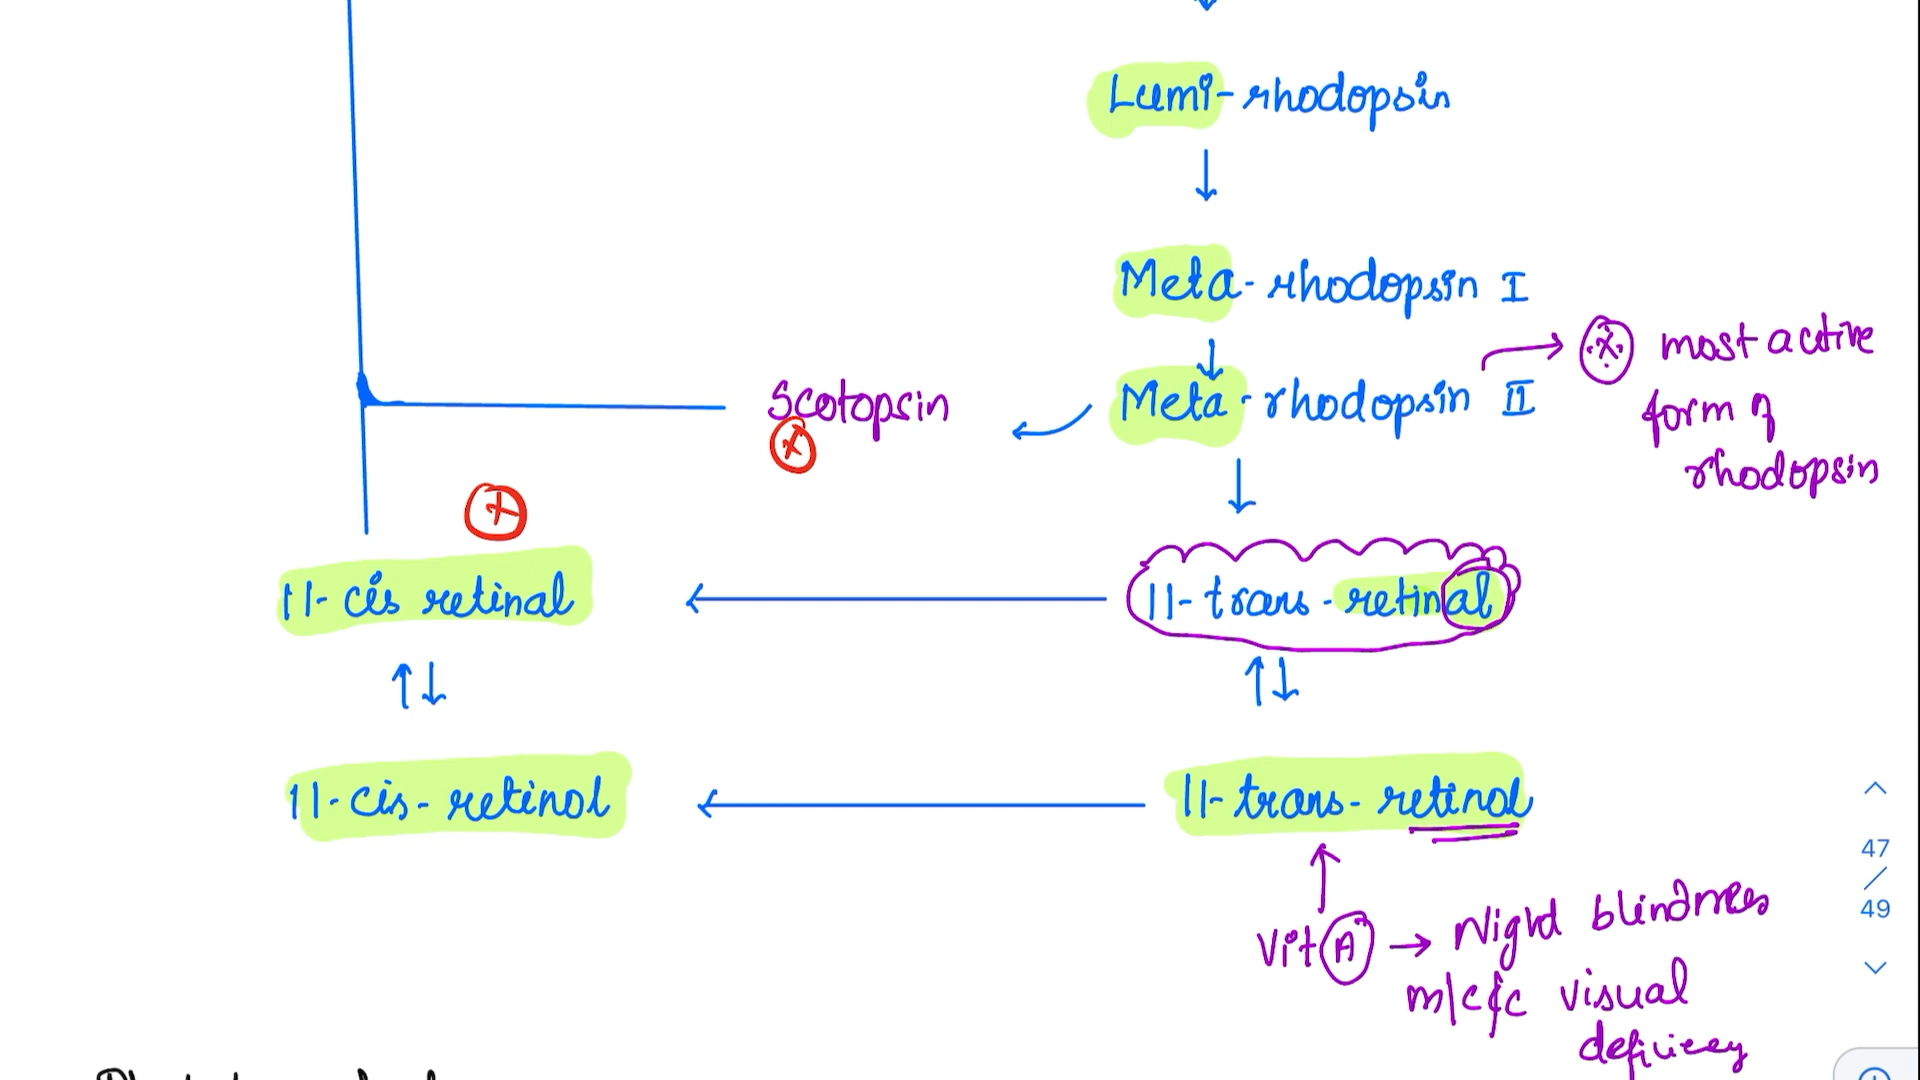 Lumi-rhodopsin
↓
Meta-rhodopsin I
↓
Scotopsin ← Meta-rhodopsin II → most active
form of
rhodopsin
↓
11-cis retinal ← 11-trans-retinal
↑↓ ↑↓
11-cis-retinol ← 11-trans-retinol
↑
Vit A → Night blindness
visual
47
/
49